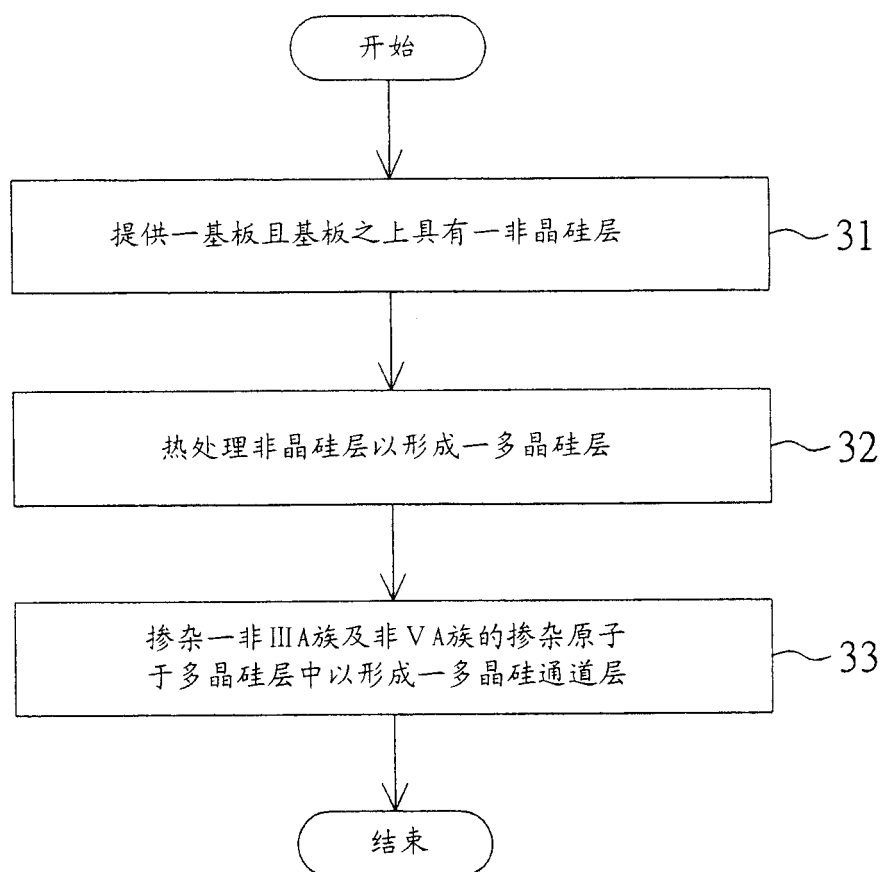 开始
提供一基板且基板之上具有一非晶硅层
31
热处理非晶硅层以形成一多晶硅层
32
掺杂一非ⅢA族及非ⅤA族的掺杂原子
于多晶硅层中以形成一多晶硅通道层
33
结束